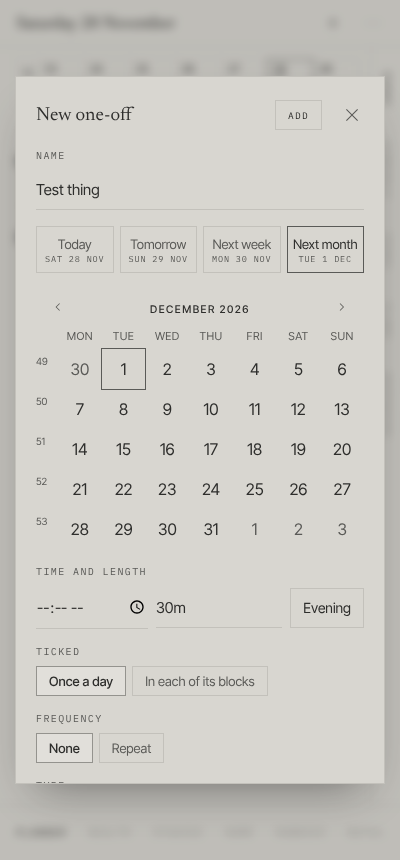 New one-off
ADD
NAME
Test thing
Today Tomorrow Next week Next month
SAT 28 NOV SUN 29 NOV MON 30 NOV TUE 1 DEC
DECEMBER 2026
MON TUE WED THU FRI SAT SUN
49 30 1 2 3 4 5 6
50 7 8 9 10 11 12 13
51 14 15 16 17 18 19 20
52 21 22 23 24 25 26 27
53 28 29 30 31 1 2 3
TIME AND LENGTH
--:-- -- 30m Evening
TICKED
Once a day In each of its blocks
FREQUENCY
None Repeat